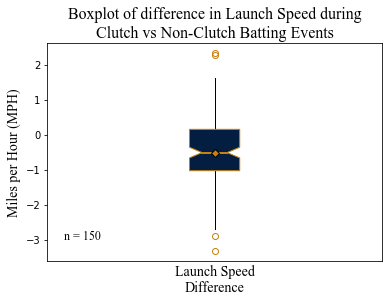 Boxplot of difference in Launch Speed during
Clutch vs Non-Clutch Batting Events
Miles per Hour (MPH)
2
1
0
−1
−2
−3
n = 150
Launch Speed
Difference